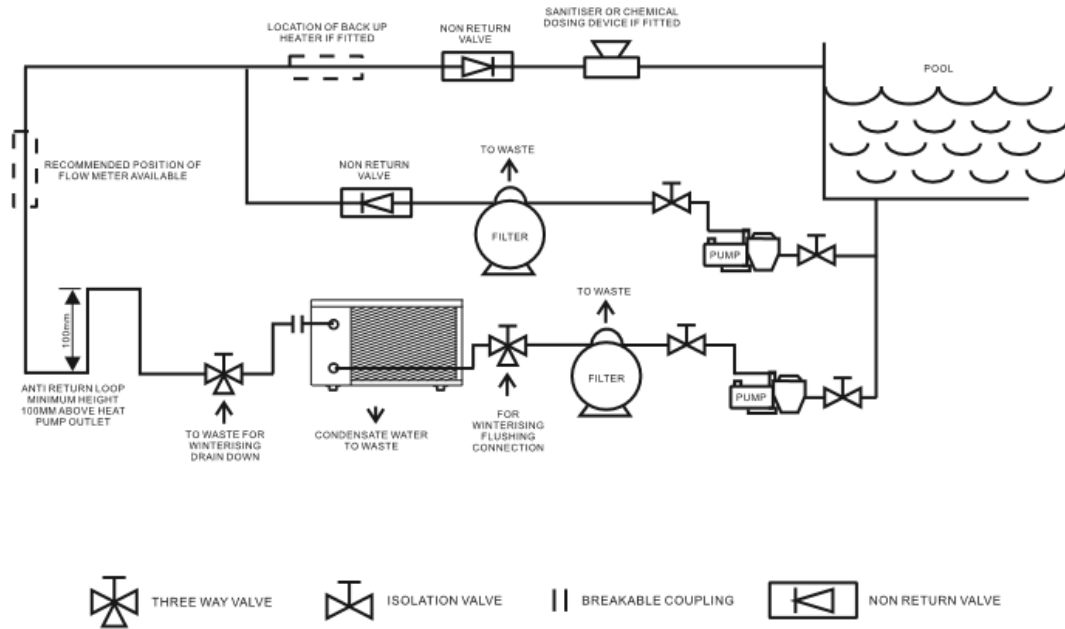 LOCATION OF BACK UP
HEATER IF FITTED
NON RETURN
VALVE
SANITISER OR CHEMICAL
DOSING DEVICE IF FITTED
POOL
RECOMMENDED POSITION OF
FLOW METER AVAILABLE
NON RETURN
VALVE
TO WASTE
FILTER
PUMP
100mm
TO WASTE
FILTER
PUMP
ANTI RETURN LOOP
MINIMUM HEIGHT
100MM ABOVE HEAT
PUMP OUTLET
TO WASTE FOR
WINTERISING
DRAIN DOWN
CONDENSATE WATER
TO WASTE
FOR
WINTERISING
FLUSHING
CONNECTION
THREE WAY VALVE
ISOLATION VALVE
BREAKABLE COUPLING
NON RETURN VALVE